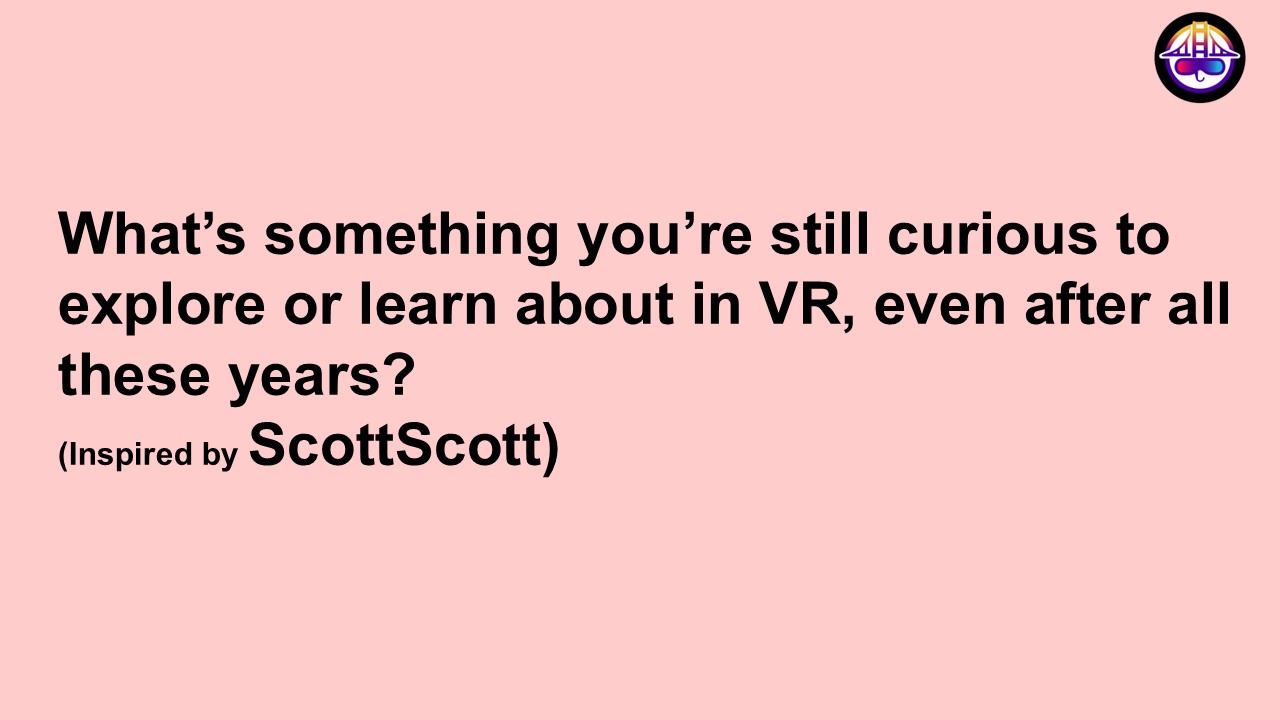 What’s something you’re still curious to
explore or learn about in VR, even after all
these years?
(Inspired by ScottScott)